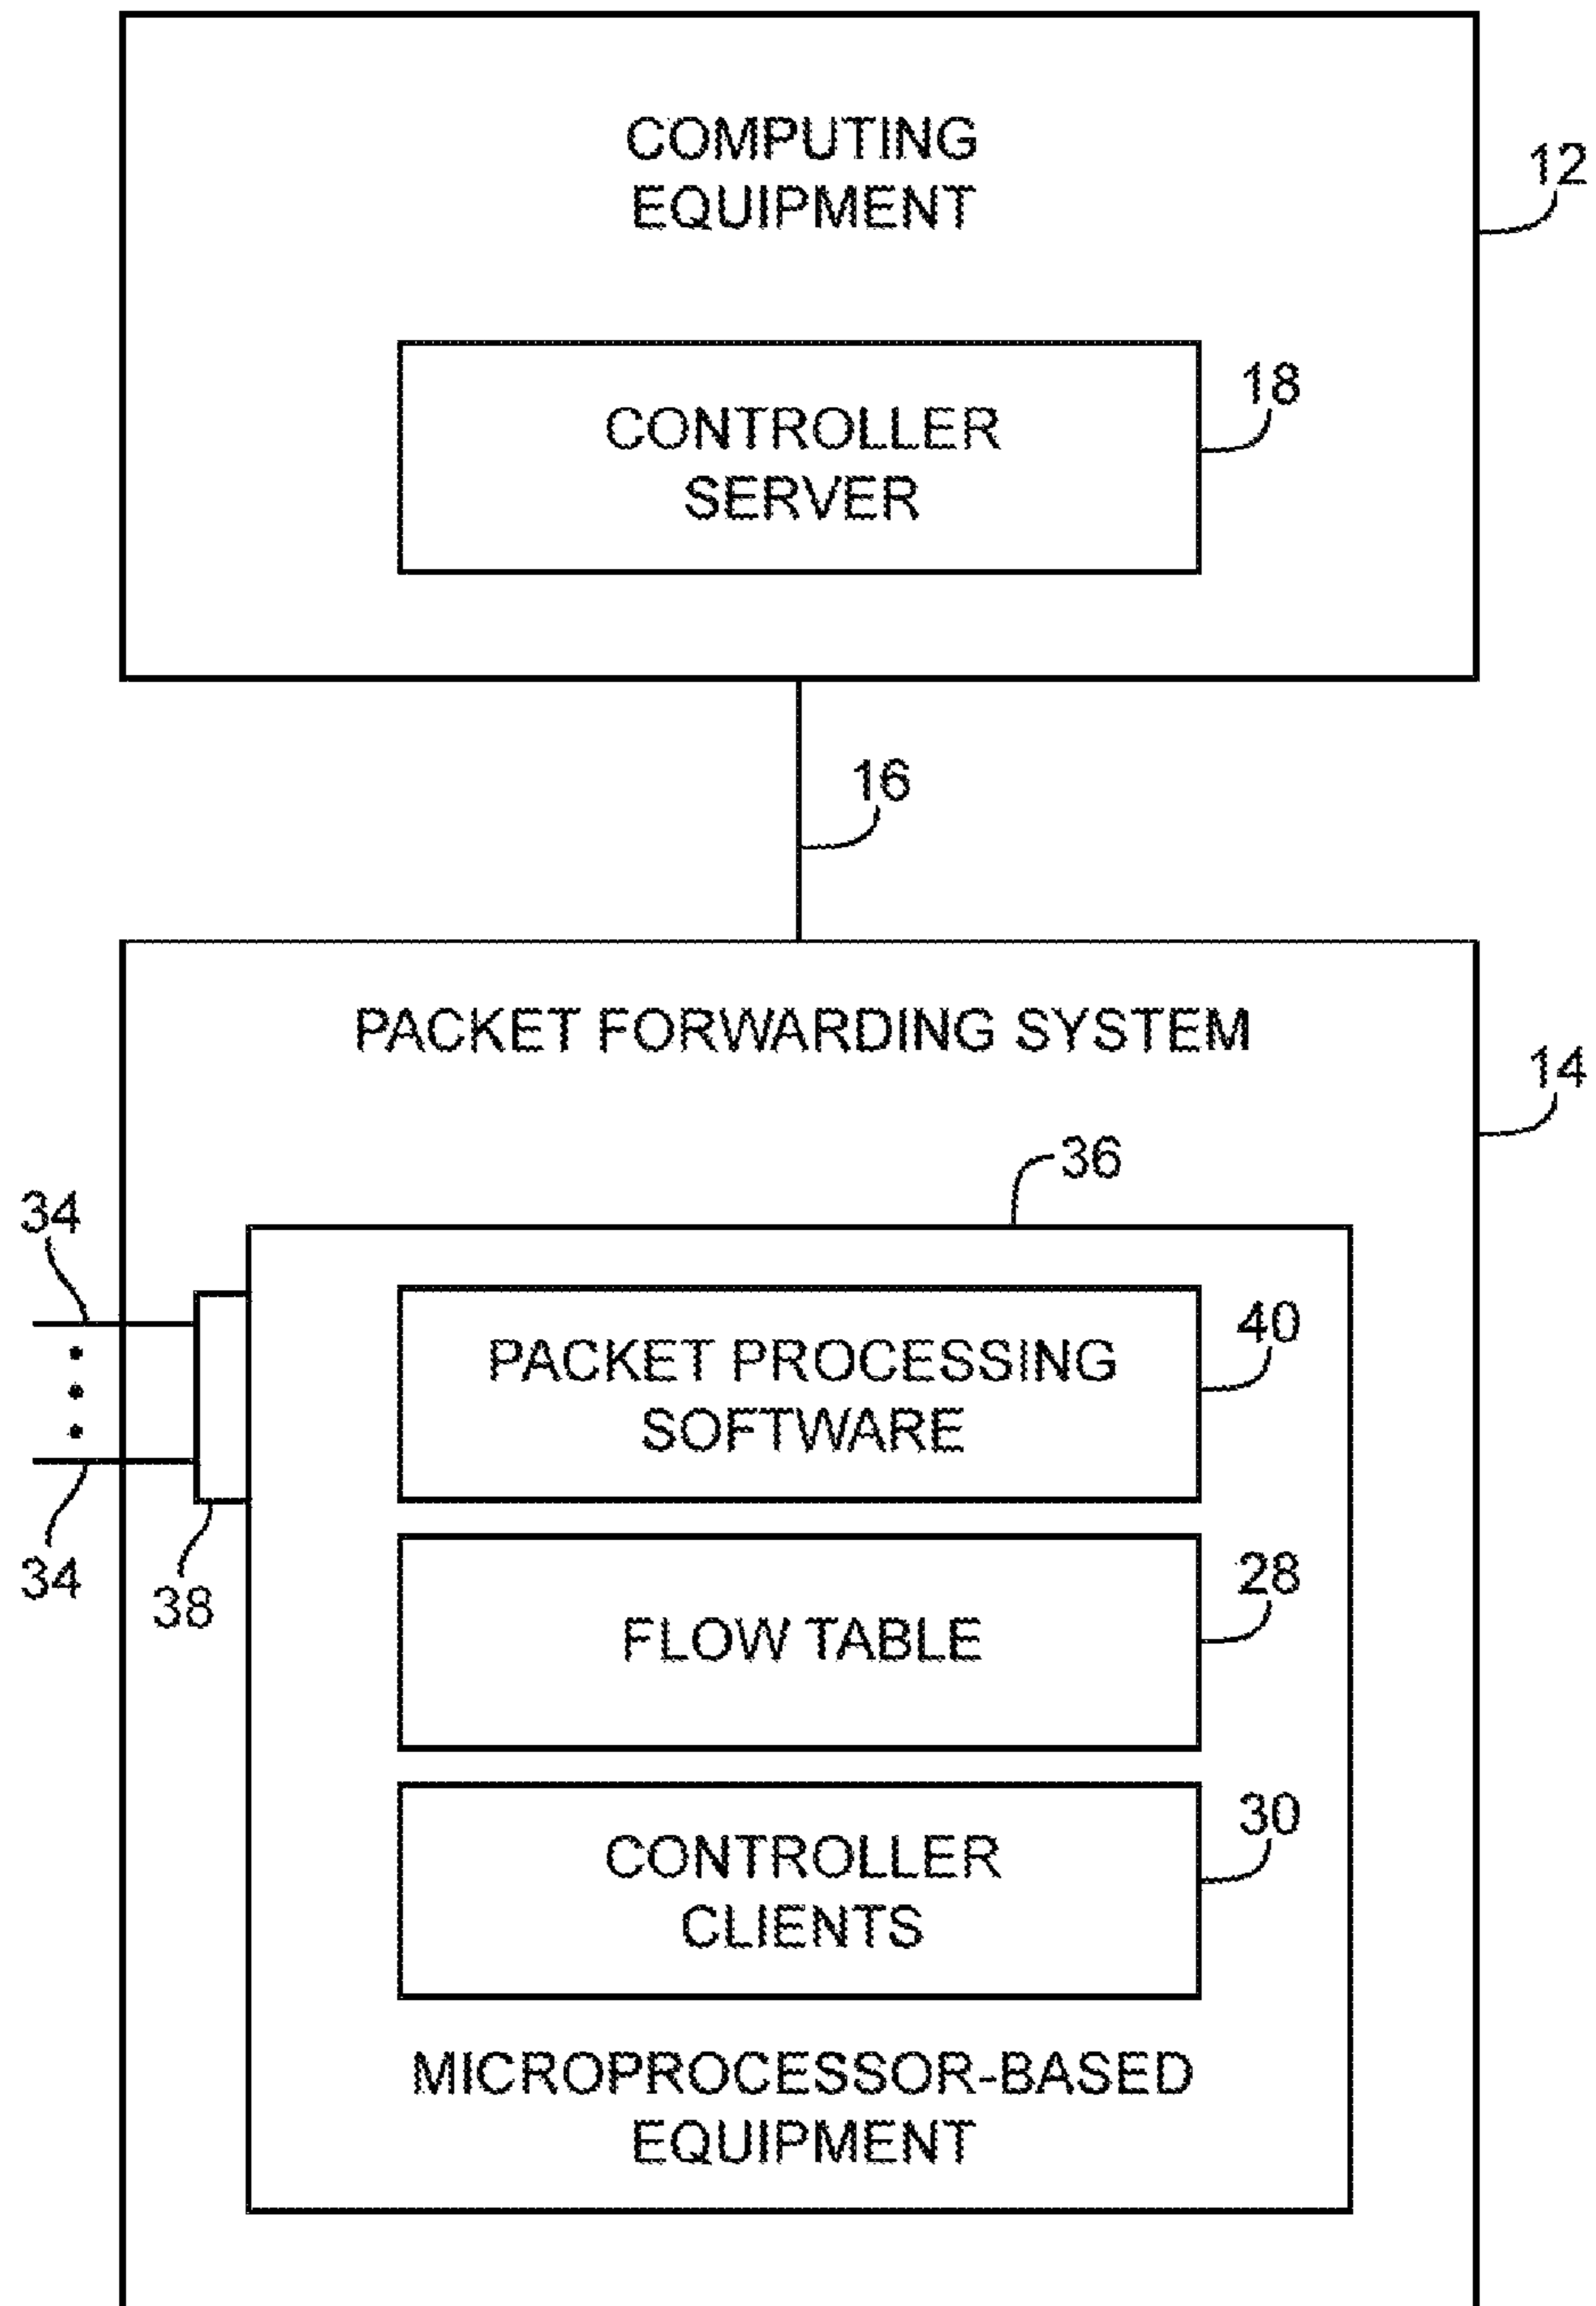 COMPUTING
EQUIPMENT
12
CONTROLLER
SERVER
18
16
PACKET FORWARDING SYSTEM
14
36
34
PACKET PROCESSING
SOFTWARE
40
34
38
FLOW TABLE
28
CONTROLLER
CLIENTS
30
MICROPROCESSOR-BASED
EQUIPMENT